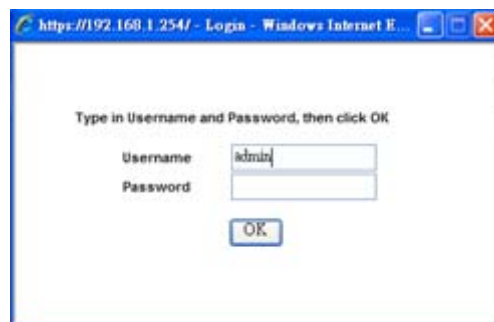 https://192.168.1.254/ - Login - Windows Internet E...
Type in Username and Password, then click OK
Username admin
Password
OK